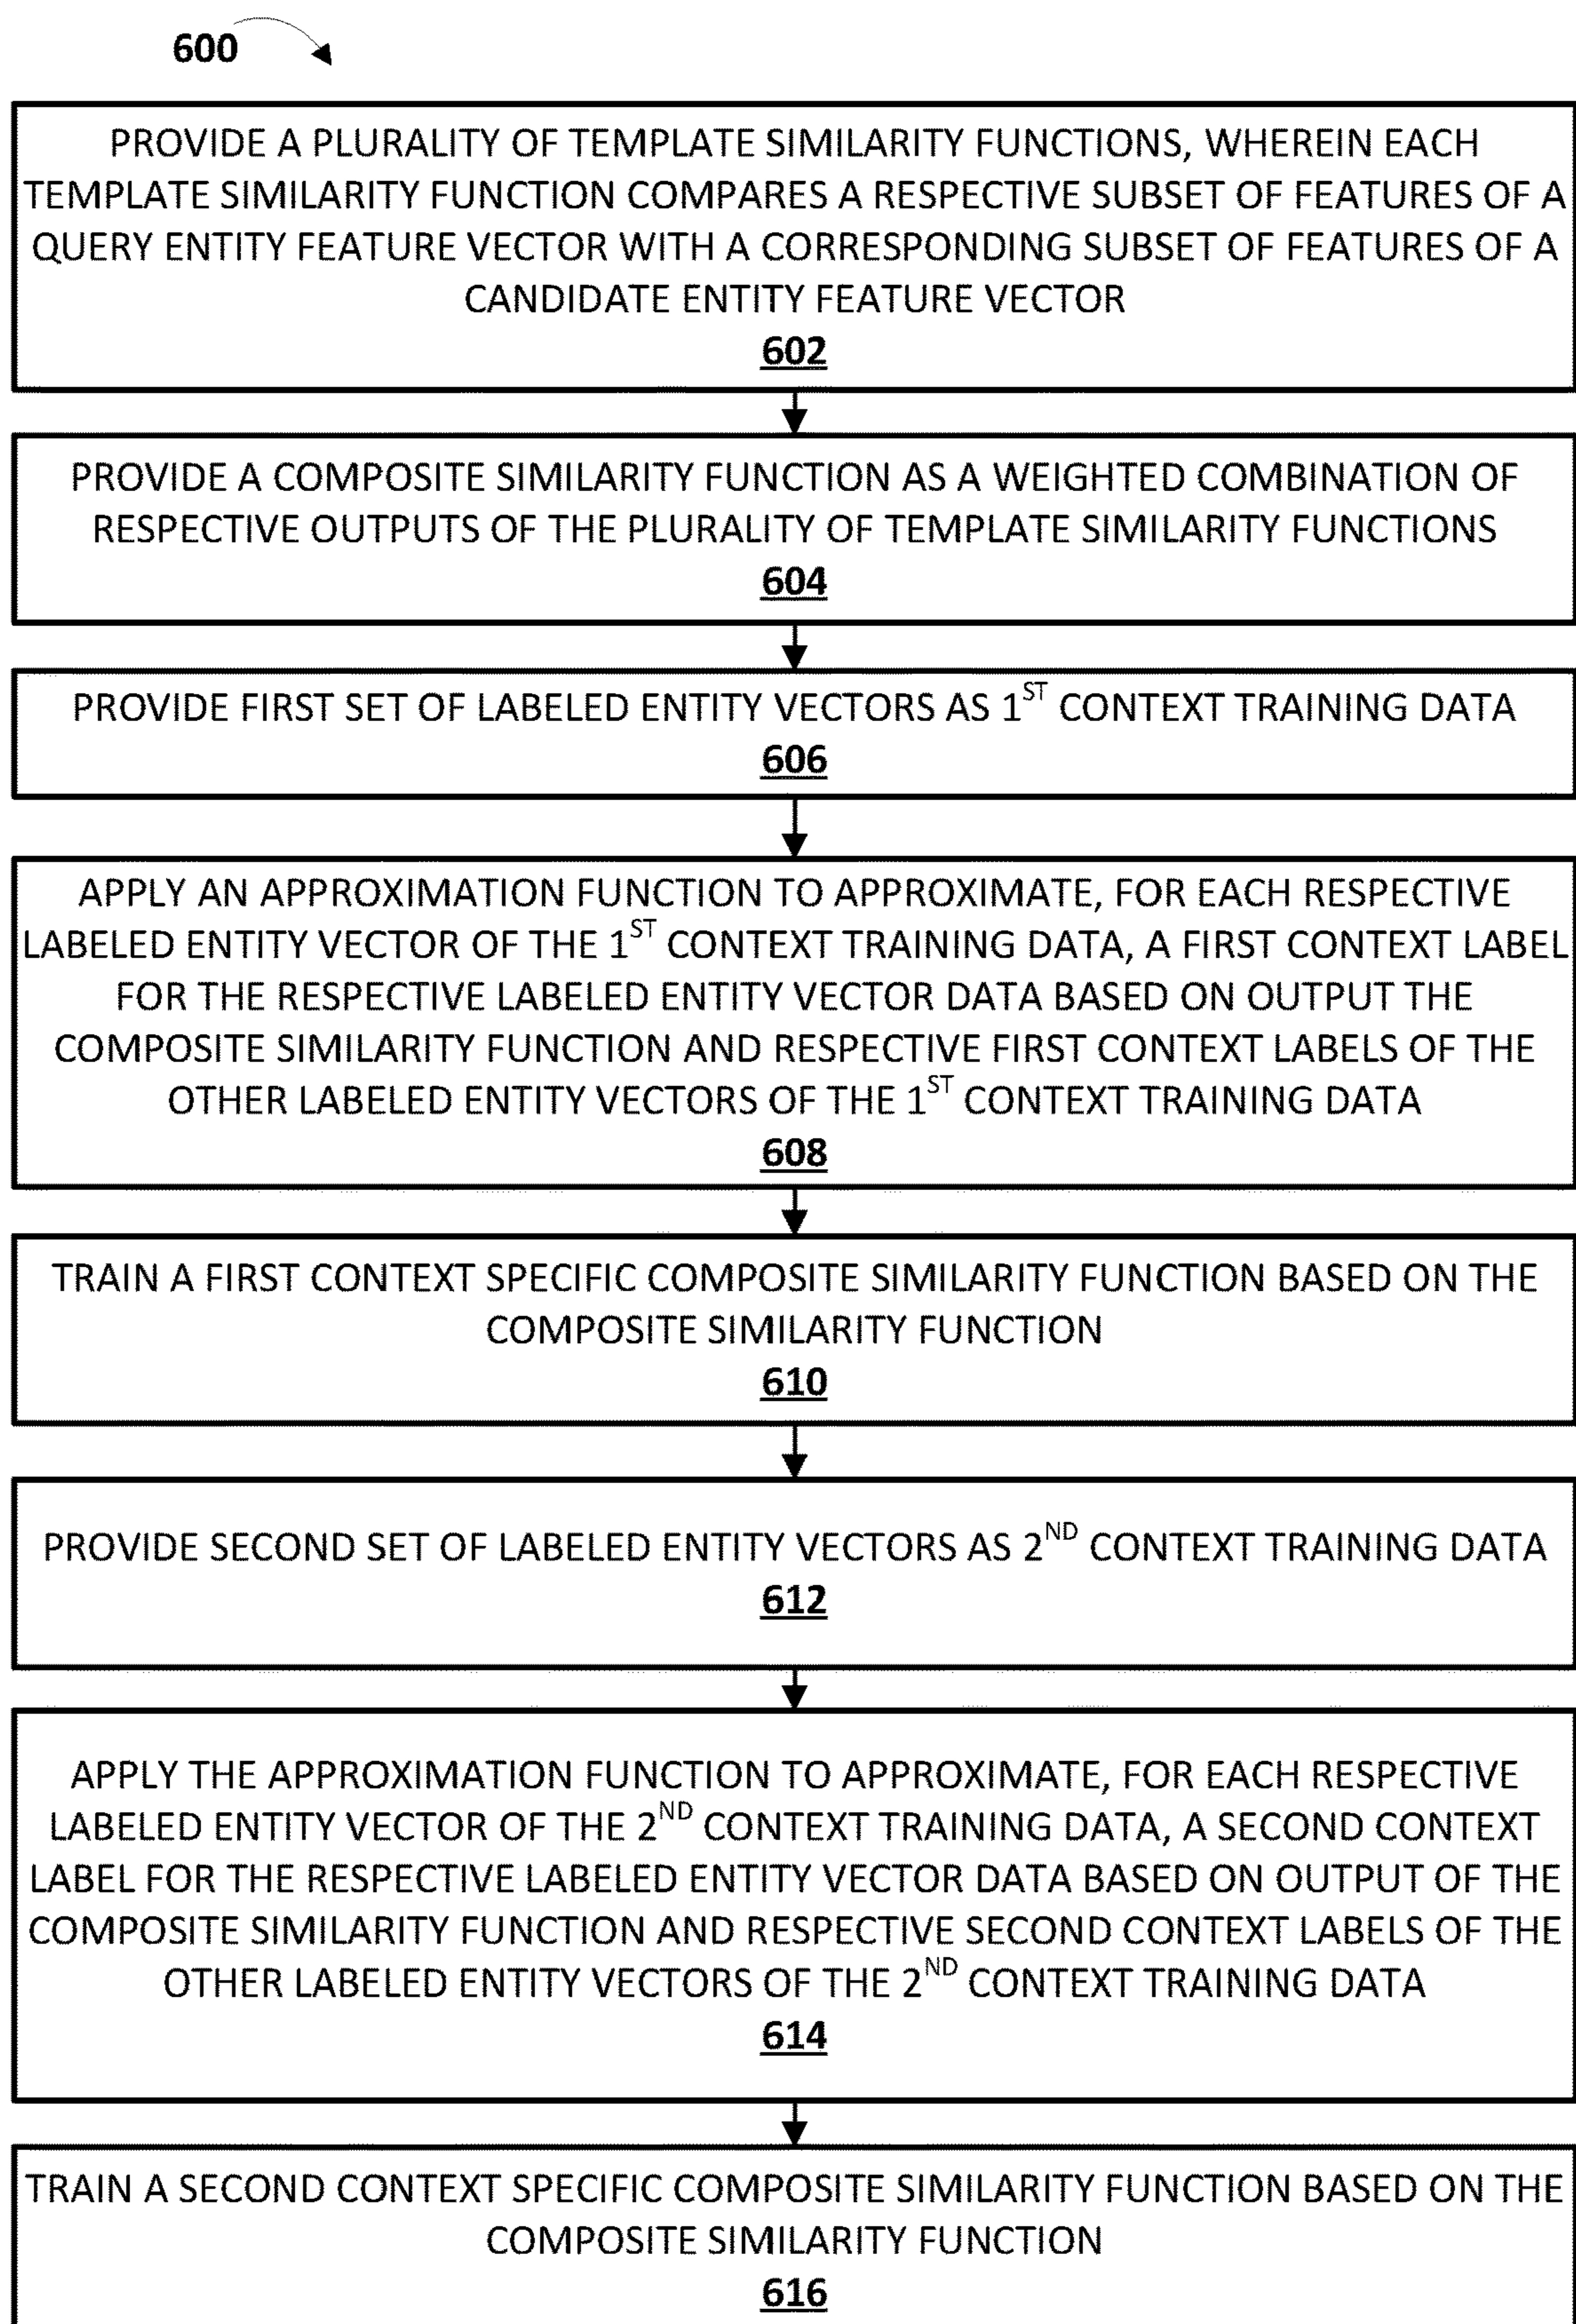 600
PROVIDE A PLURALITY OF TEMPLATE SIMILARITY FUNCTIONS, WHEREIN EACH
TEMPLATE SIMILARITY FUNCTION COMPARES A RESPECTIVE SUBSET OF FEATURES OF A
QUERY ENTITY FEATURE VECTOR WITH A CORRESPONDING SUBSET OF FEATURES OF A
CANDIDATE ENTITY FEATURE VECTOR
602
PROVIDE A COMPOSITE SIMILARITY FUNCTION AS A WEIGHTED COMBINATION OF
RESPECTIVE OUTPUTS OF THE PLURALITY OF TEMPLATE SIMILARITY FUNCTIONS
604
PROVIDE FIRST SET OF LABELED ENTITY VECTORS AS 1ST CONTEXT TRAINING DATA
606
APPLY AN APPROXIMATION FUNCTION TO APPROXIMATE, FOR EACH RESPECTIVE
LABELED ENTITY VECTOR OF THE 1ST CONTEXT TRAINING DATA, A FIRST CONTEXT LABEL
FOR THE RESPECTIVE LABELED ENTITY VECTOR DATA BASED ON OUTPUT THE
COMPOSITE SIMILARITY FUNCTION AND RESPECTIVE FIRST CONTEXT LABELS OF THE
OTHER LABELED ENTITY VECTORS OF THE 1ST CONTEXT TRAINING DATA
608
TRAIN A FIRST CONTEXT SPECIFIC COMPOSITE SIMILARITY FUNCTION BASED ON THE
COMPOSITE SIMILARITY FUNCTION
610
PROVIDE SECOND SET OF LABELED ENTITY VECTORS AS 2ND CONTEXT TRAINING DATA
612
APPLY THE APPROXIMATION FUNCTION TO APPROXIMATE, FOR EACH RESPECTIVE
LABELED ENTITY VECTOR OF THE 2ND CONTEXT TRAINING DATA, A SECOND CONTEXT
LABEL FOR THE RESPECTIVE LABELED ENTITY VECTOR DATA BASED ON OUTPUT OF THE
COMPOSITE SIMILARITY FUNCTION AND RESPECTIVE SECOND CONTEXT LABELS OF THE
OTHER LABELED ENTITY VECTORS OF THE 2ND CONTEXT TRAINING DATA
614
TRAIN A SECOND CONTEXT SPECIFIC COMPOSITE SIMILARITY FUNCTION BASED ON THE
COMPOSITE SIMILARITY FUNCTION
616